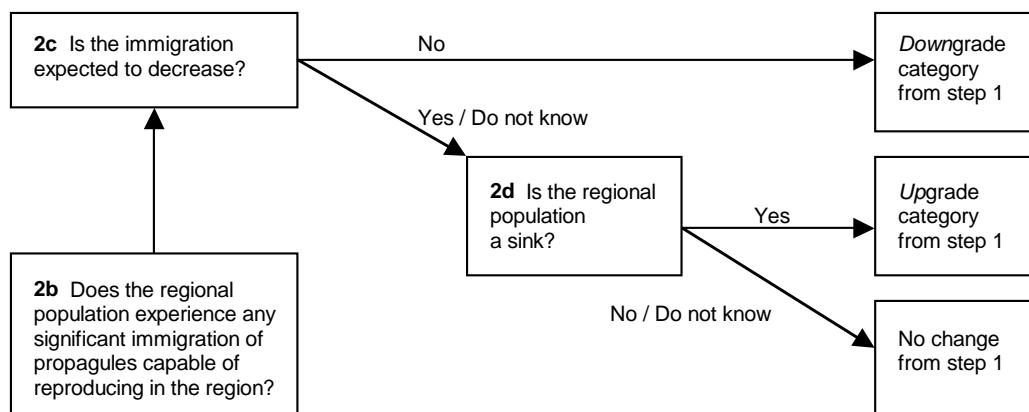 2c Is the immigration
expected to decrease?
No
Downgrade
category
from step 1
Yes / Do not know
2d Is the regional
population
a sink?
Yes
Upgrade
category
from step 1
2b Does the regional
population experience any
significant immigration of
propagules capable of
reproducing in the region?
No / Do not know
No change
from step 1